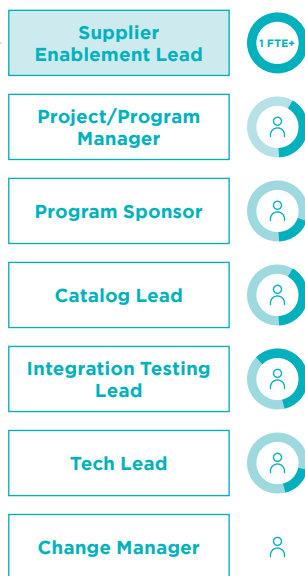 Supplier
Enablement Lead
1 FTE+
Project/Program
Manager
Program Sponsor
Catalog Lead
Integration Testing
Lead
Tech Lead
Change Manager